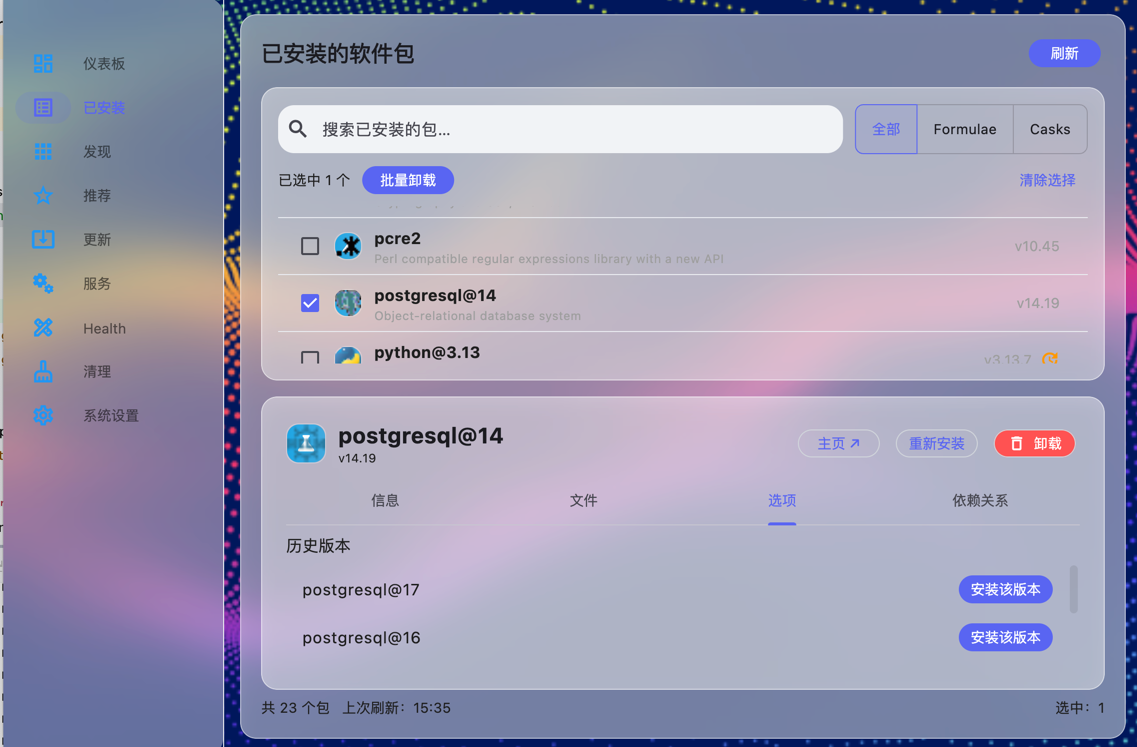 仪表板
已安装
发现
推荐
更新
服务
Health
清理
系统设置
已安装的软件包
刷新
搜索已安装的包...
全部 Formulae Casks
已选中 1 个 批量卸载 清除选择
pcre2
Perl compatible regular expressions library with a new API
v10.45
postgresql@14
Object-relational database system
v14.19
python@3.13
v3.13.7
postgresql@14
v14.19
主页 重新安装 卸载
信息 文件 选项 依赖关系
历史版本
postgresql@17 安装该版本
postgresql@16 安装该版本
共 23 个包 上次刷新：15:35 选中：1